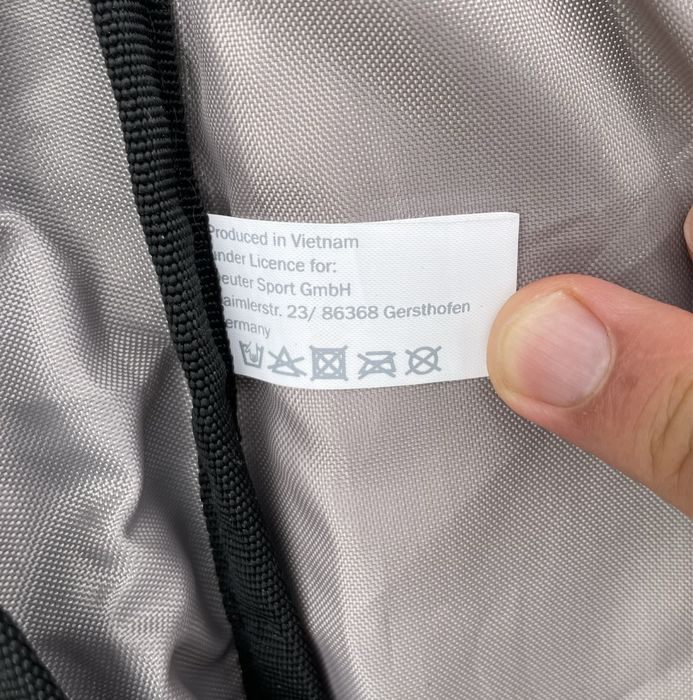 Produced in Vietnam
under Licence for:
euter Sport GmbH
aimlerstr. 23/ 86368 Gersthofen
ermany